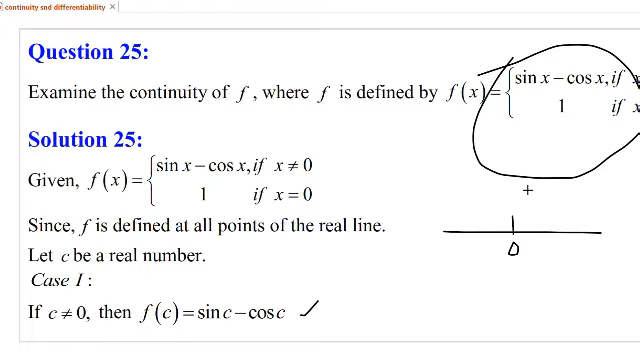 continuity snd differentiability ×
Question 25:
Examine the continuity of f, where f is defined by f(x)={sin x − cos x, if x
1 if x
Solution 25:
Given, f(x)={sin x − cos x, if x ≠ 0
1 if x = 0
Since, f is defined at all points of the real line.
Let c be a real number.
Case I:
If c ≠ 0, then f(c) = sin c − cos c ✓
0